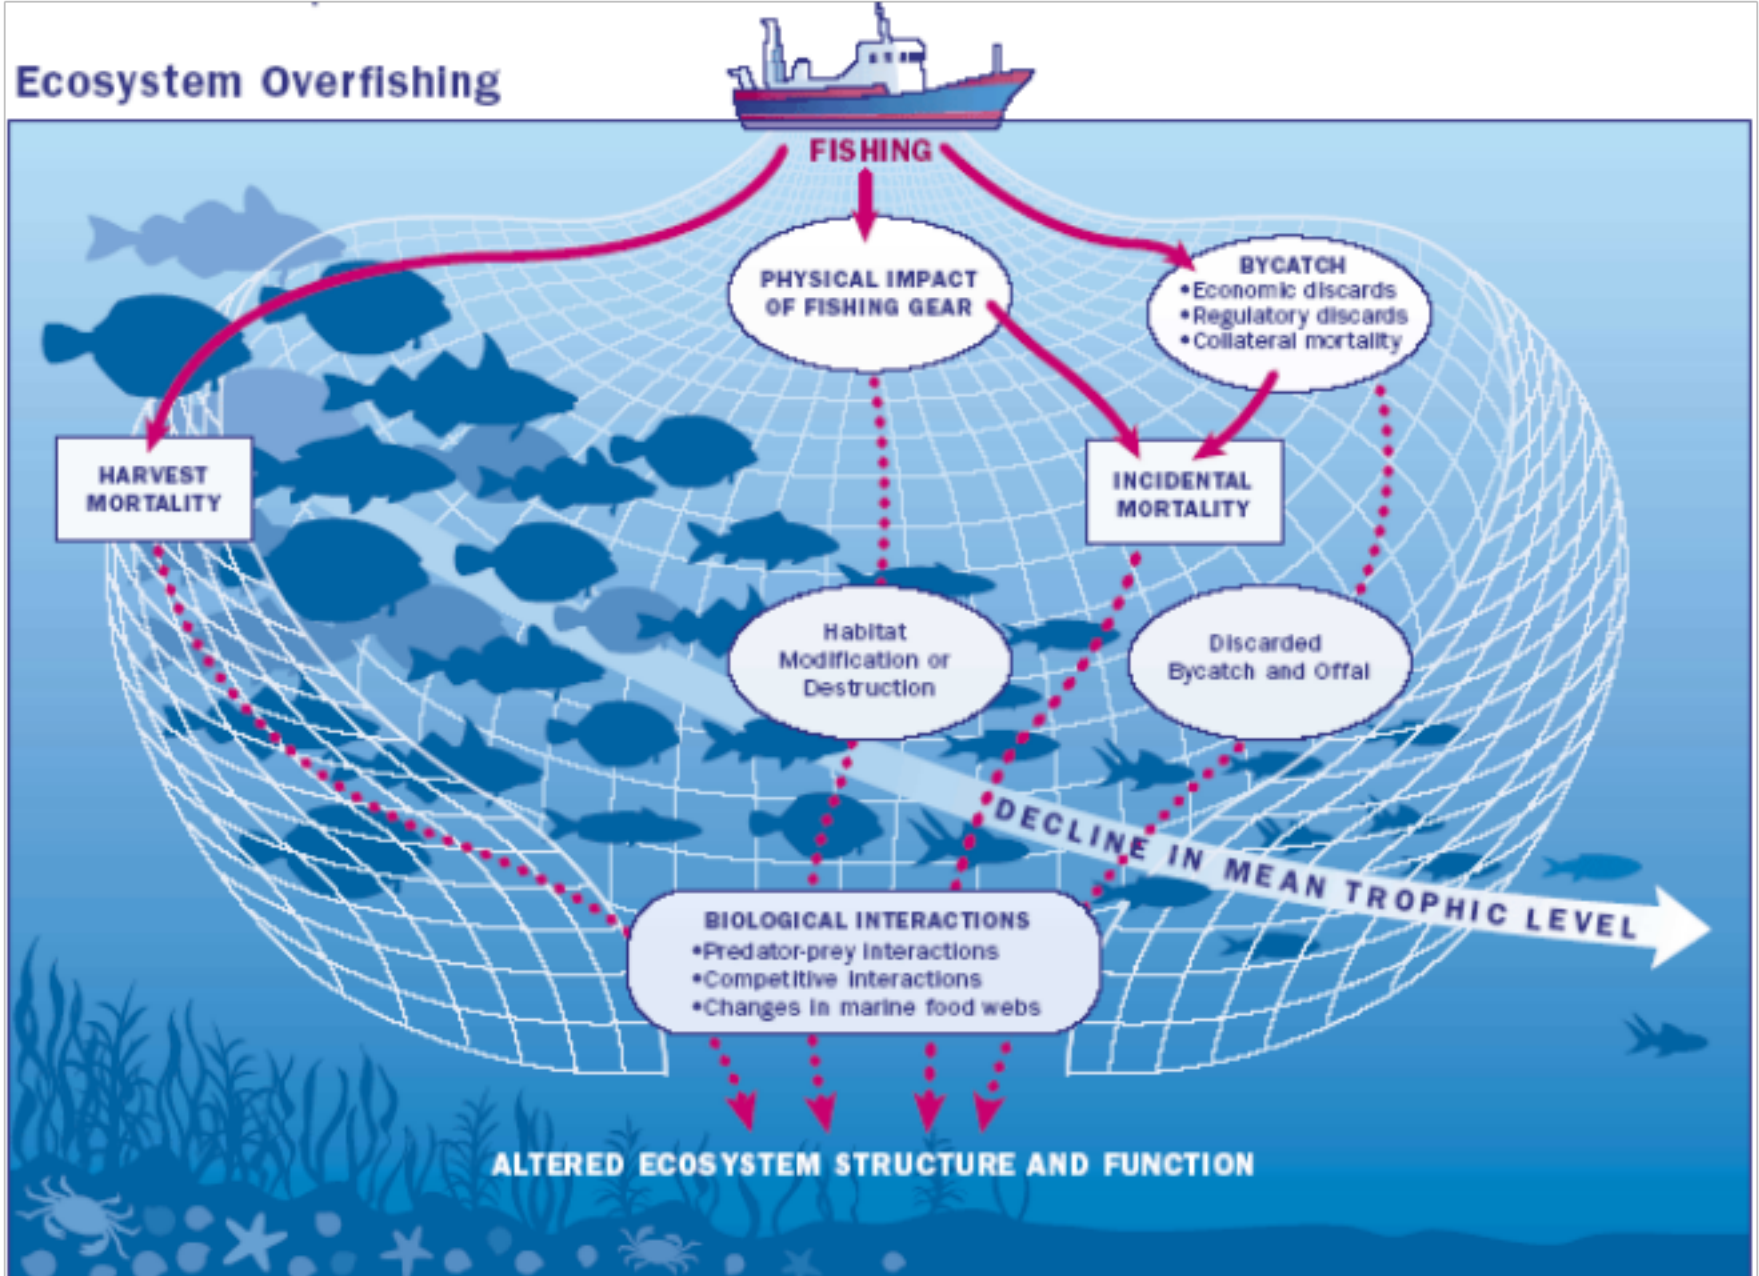 Ecosystem Overfishing
FISHING
PHYSICAL IMPACT
OF FISHING GEAR
BYCATCH
•Economic discards
•Regulatory discards
•Collateral mortality
HARVEST
MORTALITY
INCIDENTAL
MORTALITY
Habitat
Modification or
Destruction
Discarded
Bycatch and Offal
DECLINE IN MEAN TROPHIC LEVEL
BIOLOGICAL INTERACTIONS
•Predator-prey interactions
•Competitive interactions
•Changes in marine food webs
ALTERED ECOSYSTEM STRUCTURE AND FUNCTION